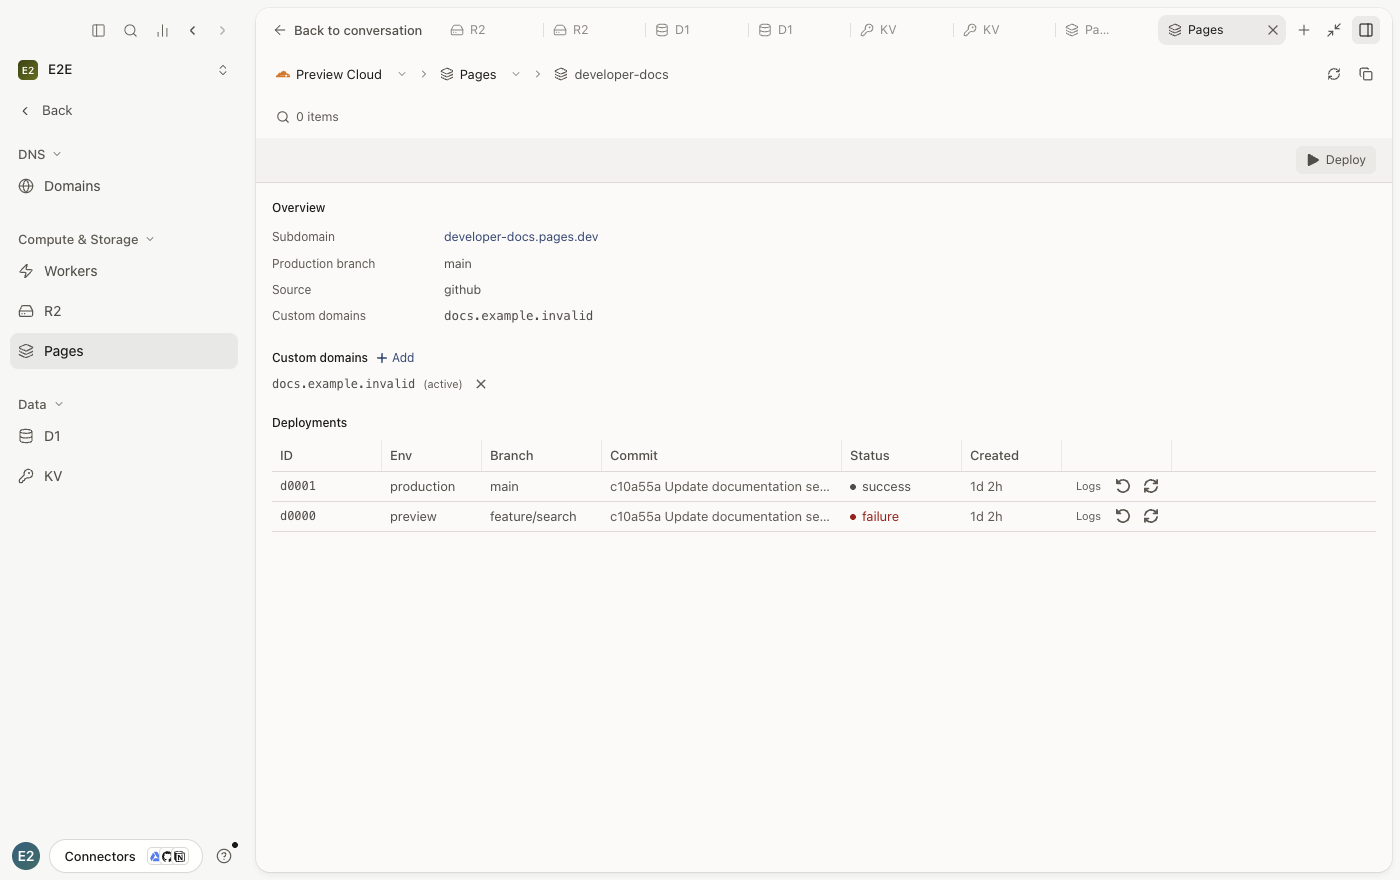 Back to conversation R2 R2 D1 D1 KV KV Pa... Pages
E2 E2E
Preview Cloud Pages developer-docs
Back
0 items
DNS
Domains
Compute & Storage
Workers
R2
Pages
Data
D1
KV
Deploy
Overview
Subdomain developer-docs.pages.dev
Production branch main
Source github
Custom domains docs.example.invalid
Custom domains + Add
docs.example.invalid (active)
Deployments
ID Env Branch Commit Status Created
d0001 production main c10a55a Update documentation se... success 1d 2h Logs
d0000 preview feature/search c10a55a Update documentation se... failure 1d 2h Logs
E2 Connectors